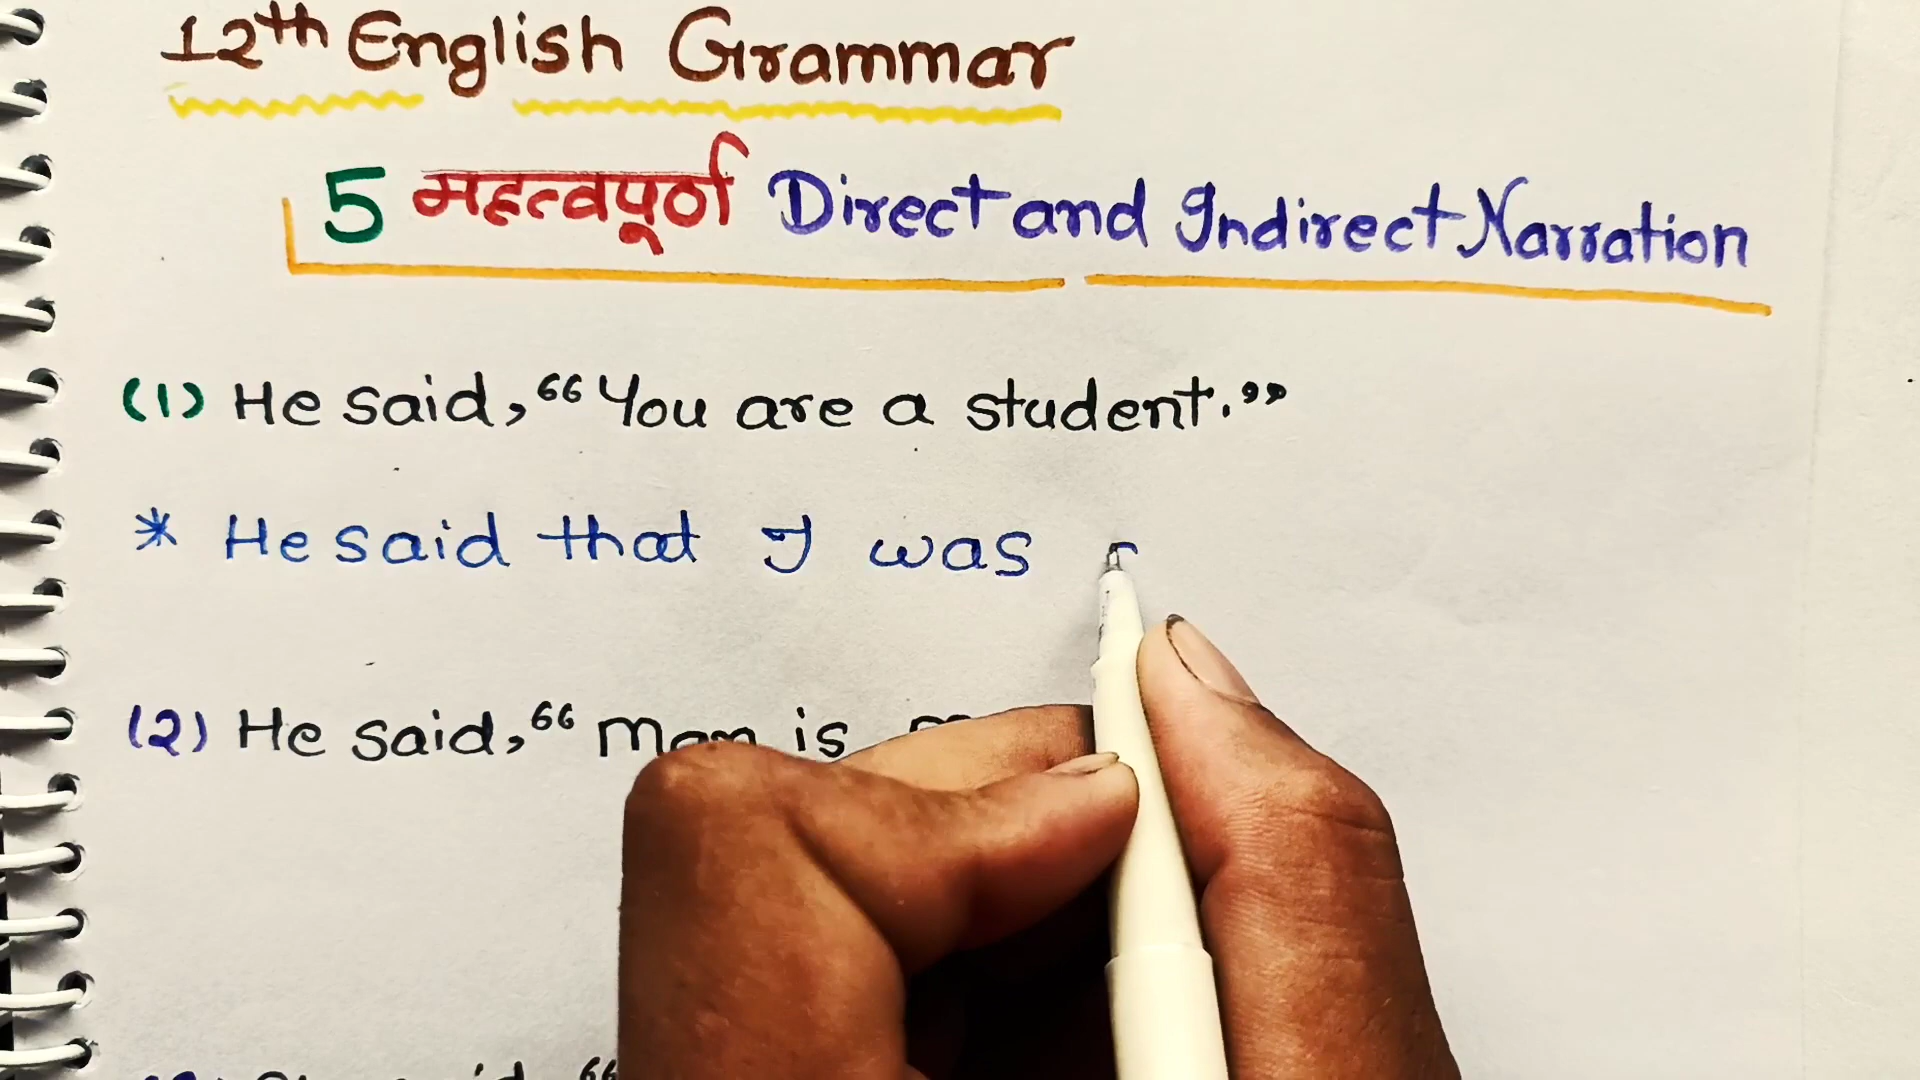 12th English Grammar
5 महत्वपूर्ण Direct and Indirect Narration
(1) He said, “You are a student.”
* He said that I was
(2) He said, “Man is